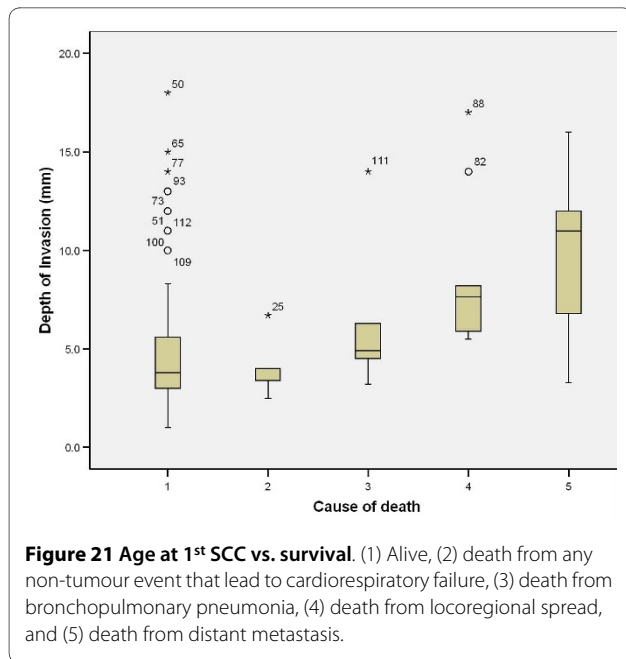 20.0
15.0
10.0
5.0
0.0
Depth of Invasion (mm)
50
65
77
93
73
51 112
100
109
25
111
88
82
1 2 3 4 5
Cause of death
Figure 21 Age at 1st SCC vs. survival. (1) Alive, (2) death from any
non-tumour event that lead to cardiorespiratory failure, (3) death from
bronchopulmonary pneumonia, (4) death from locoregional spread,
and (5) death from distant metastasis.